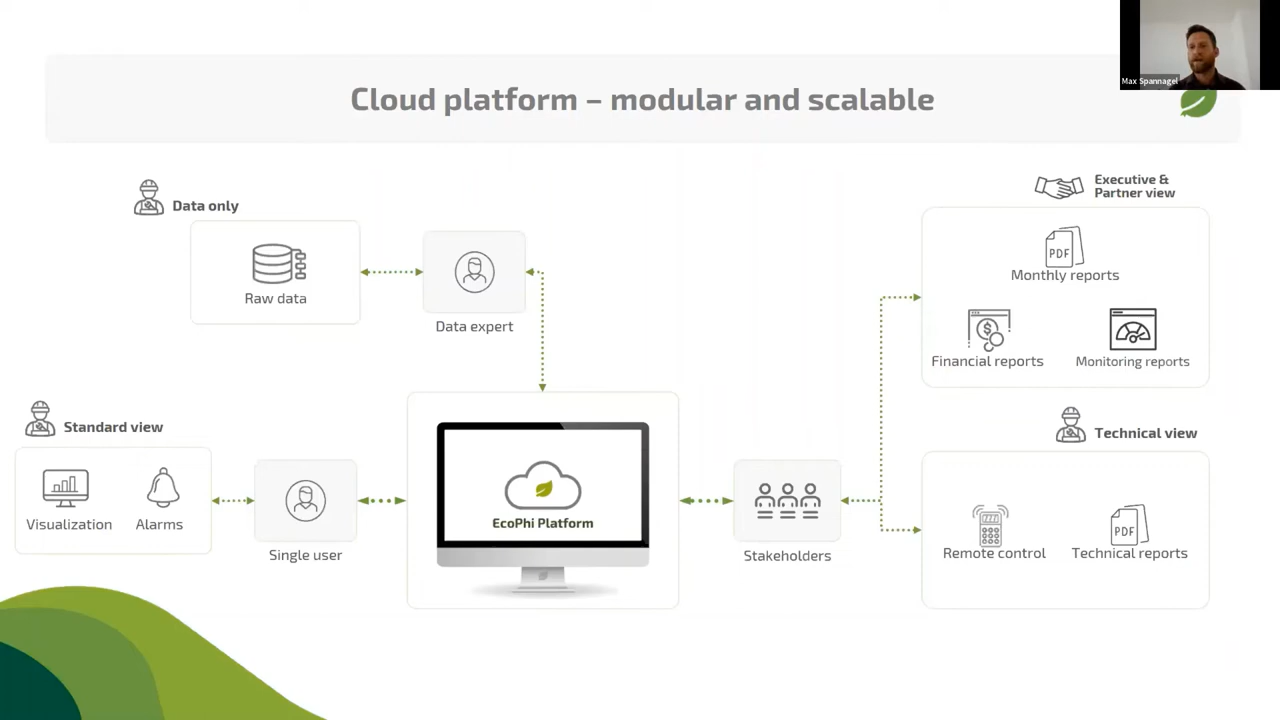 Max Spannagel
Cloud platform – modular and scalable
Data only
Raw data
Data expert
Executive &
Partner view
PDF
Monthly reports
Financial reports
Monitoring reports
Standard view
Visualization
Alarms
Single user
EcoPhi Platform
Stakeholders
Technical view
Remote control
PDF
Technical reports